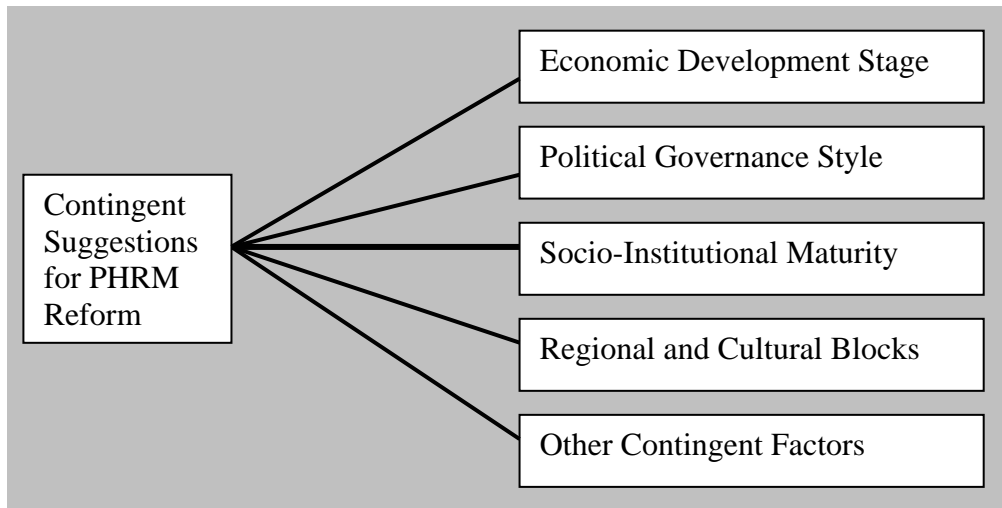 Contingent
Suggestions
for PHRM
Reform
Economic Development Stage
Political Governance Style
Socio-Institutional Maturity
Regional and Cultural Blocks
Other Contingent Factors